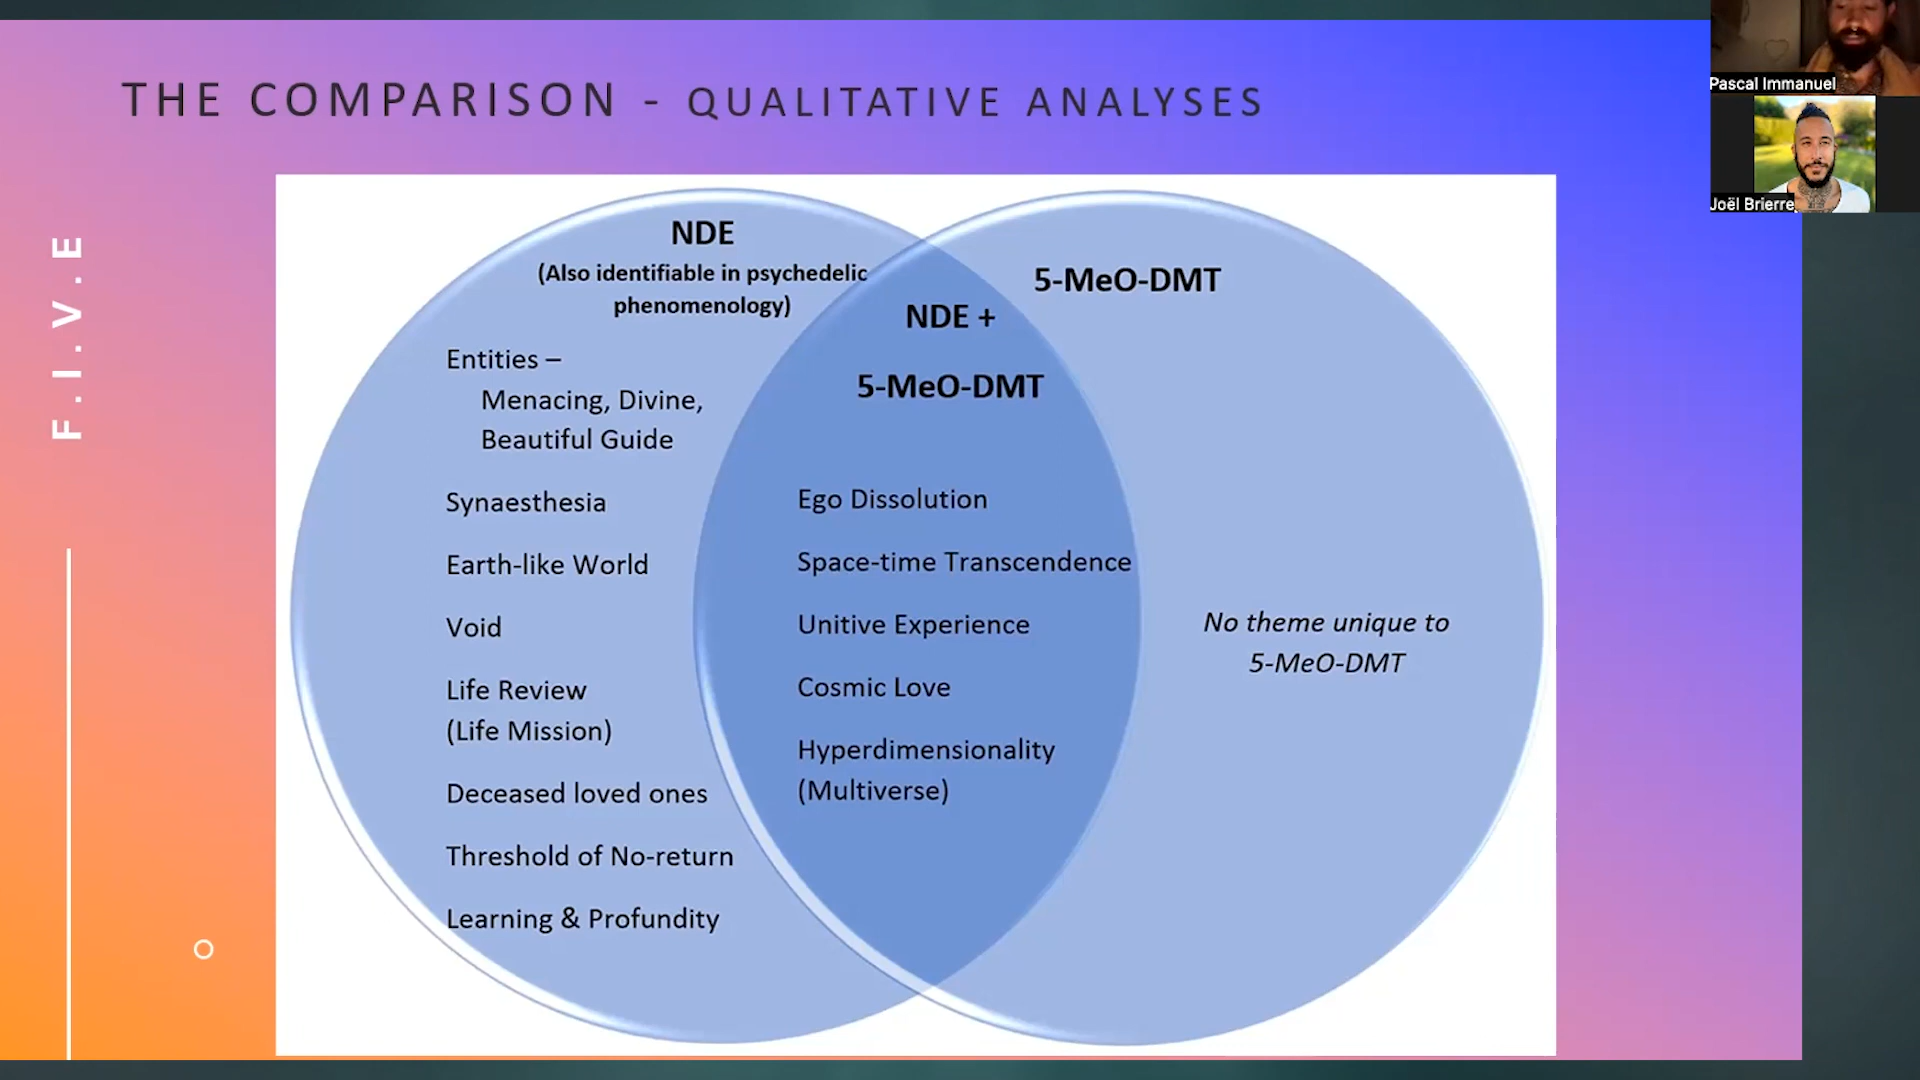 THE COMPARISON - QUALITATIVE ANALYSES
F.I.V.E
NDE
(Also identifiable in psychedelic
phenomenology)
Entities –
Menacing, Divine,
Beautiful Guide
Synaesthesia
Earth-like World
Void
Life Review
(Life Mission)
Deceased loved ones
Threshold of No-return
Learning & Profundity
NDE +
5-MeO-DMT
Ego Dissolution
Space-time Transcendence
Unitive Experience
Cosmic Love
Hyperdimensionality
(Multiverse)
5-MeO-DMT
No theme unique to
5-MeO-DMT
Pascal Immanuel
Joël Brierre